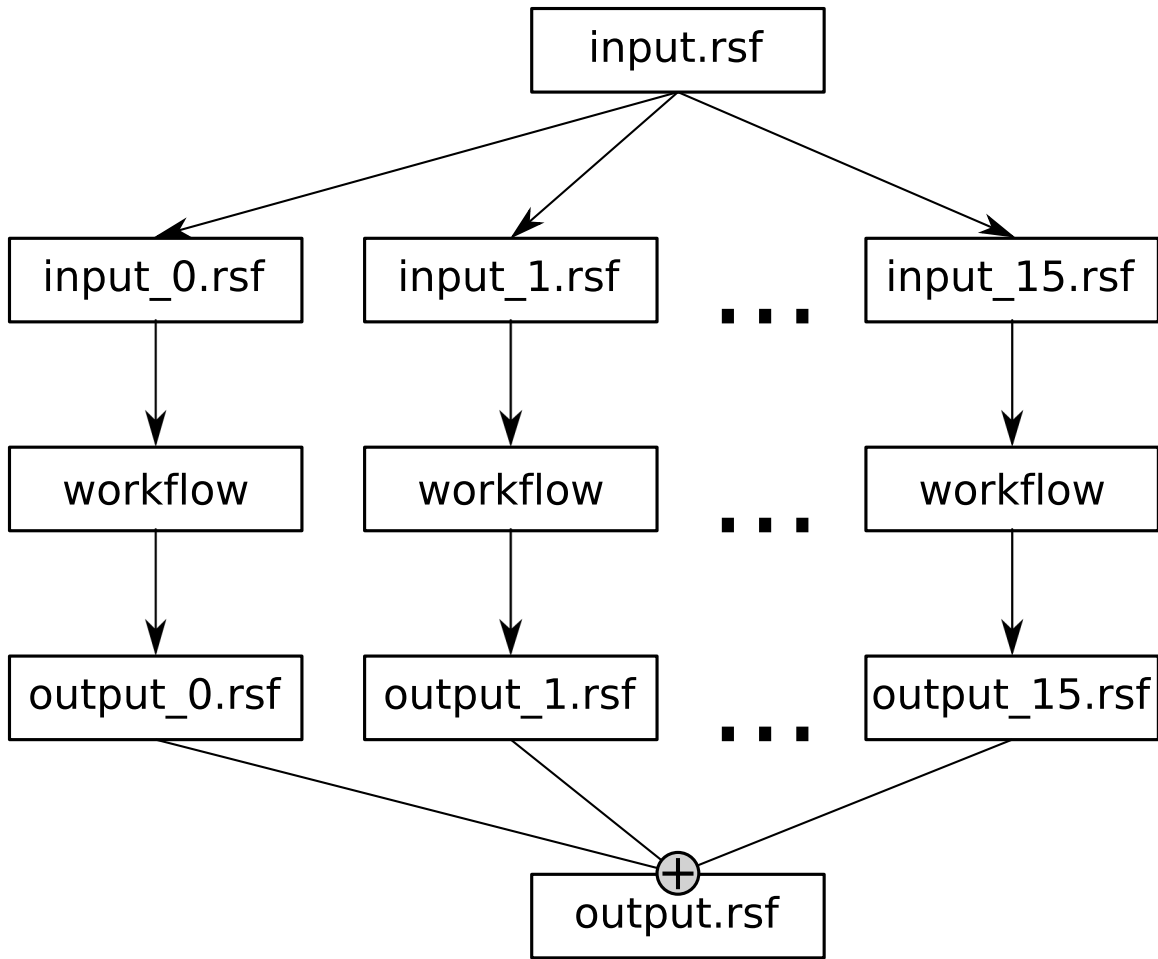 input.rsf
input_0.rsf input_1.rsf ... input_15.rsf
workflow workflow ... workflow
output_0.rsf output_1.rsf ... output_15.rsf
+
output.rsf